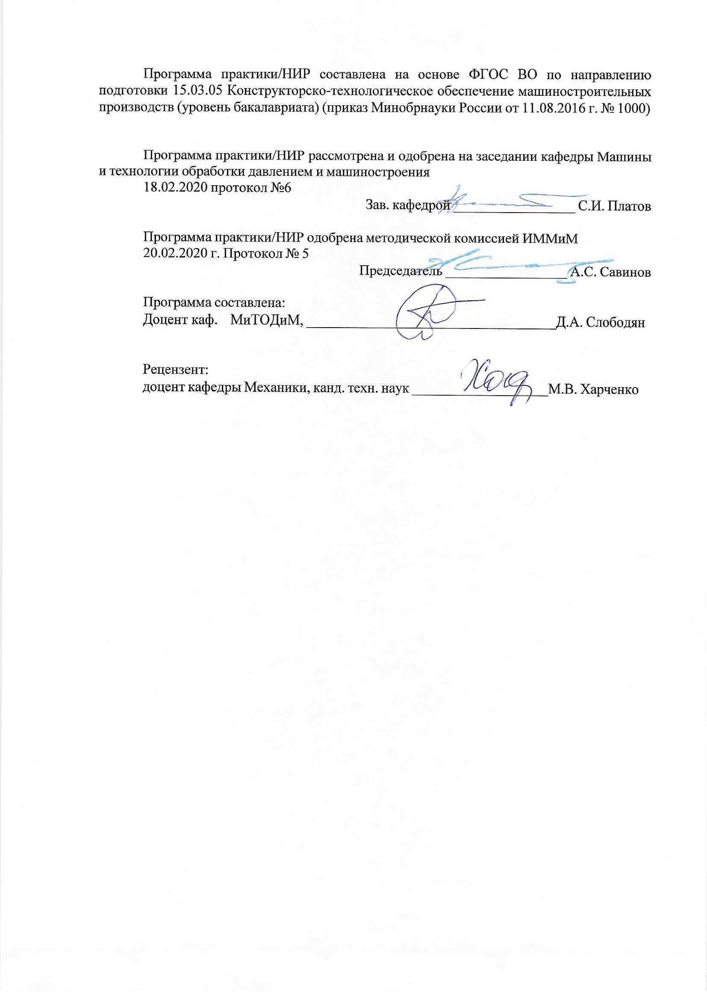 Программа практики/НИР составлена на основе ФГОС ВО по направлению
подготовки 15.03.05 Конструкторско-технологическое обеспечение машиностроительных
производств (уровень бакалавриата) (приказ Минобрнауки России от 11.08.2016 г. № 1000)
Программа практики/НИР рассмотрена и одобрена на заседании кафедры Машины
и технологии обработки давлением и машиностроения
18.02.2020 протокол №6
Зав. кафедрой ________________ С.И. Платов
Программа практики/НИР одобрена методической комиссией ИММиМ
20.02.2020 г. Протокол № 5
Председатель ________________ А.С. Савинов
Программа составлена:
Доцент каф. МиТОДиМ, ________________________________Д.А. Слободян
Рецензент:
доцент кафедры Механики, канд. техн. наук __________________М.В. Харченко